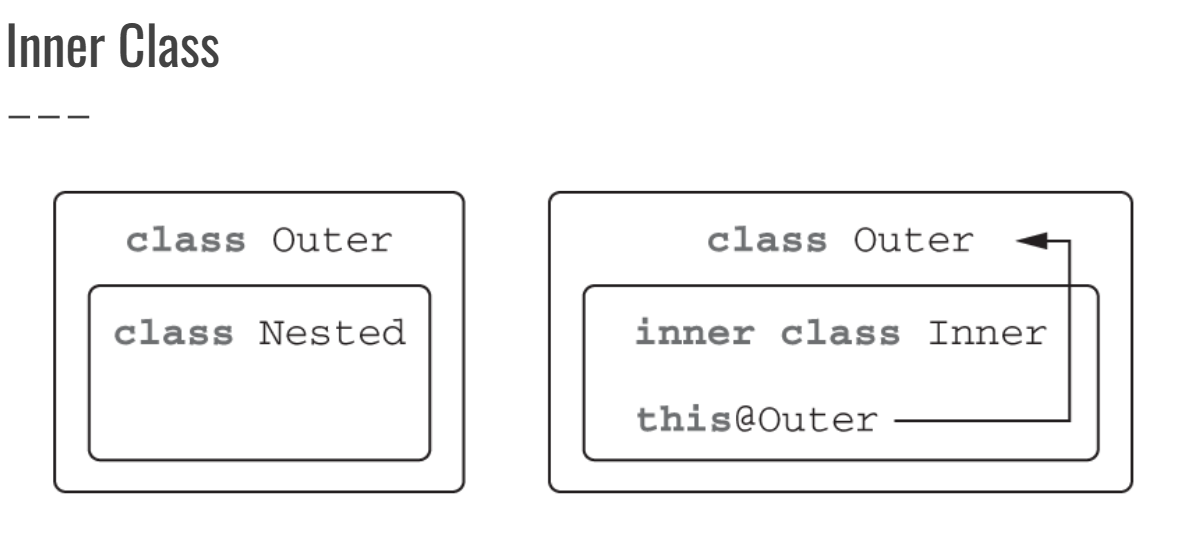 Inner Class
---
class Outer
class Nested
class Outer
inner class Inner
this@Outer